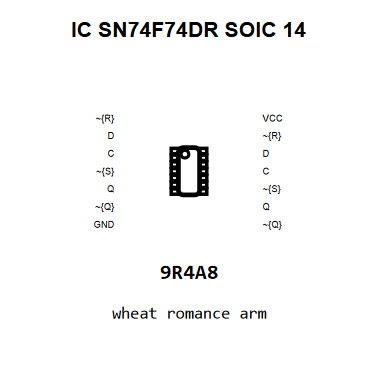 IC SN74F74DR SOIC 14
~{R} VCC
D ~{R}
C D
~{S} C
Q ~{S}
~{Q} Q
GND ~{Q}
9R4A8
wheat romance arm